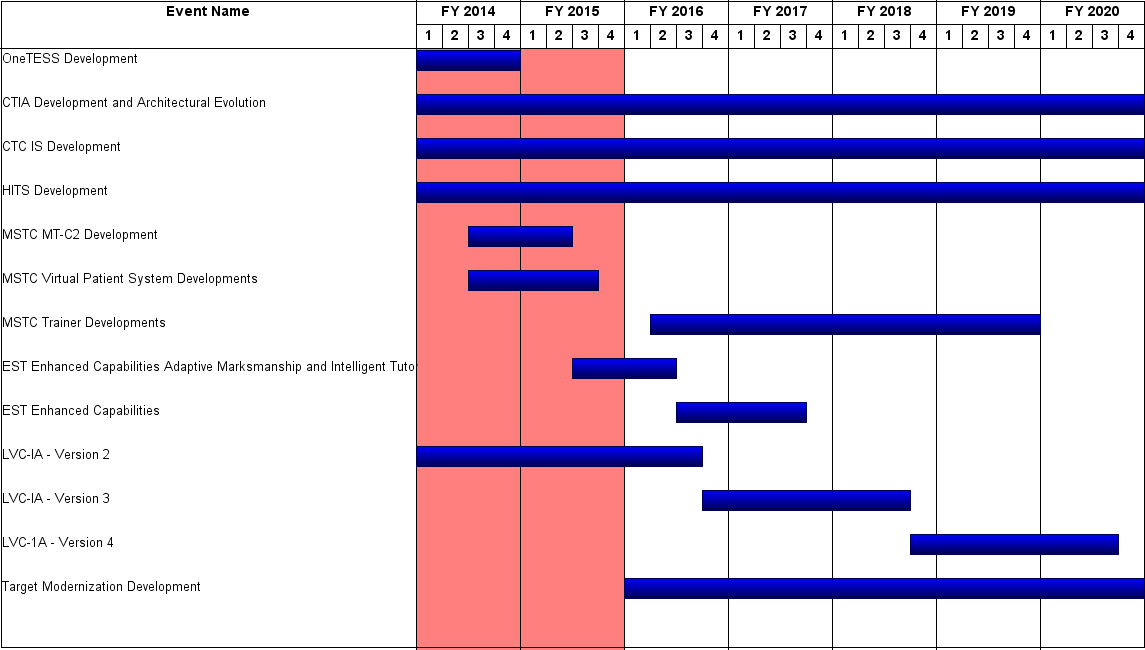 Event Name FY 2014 FY 2015 FY 2016 FY 2017 FY 2018 FY 2019 FY 2020
1 2 3 4 1 2 3 4 1 2 3 4 1 2 3 4 1 2 3 4 1 2 3 4 1 2 3 4
OneTESS Development
CTIA Development and Architectural Evolution
CTC IS Development
HITS Development
MSTC MT-C2 Development
MSTC Virtual Patient System Developments
MSTC Trainer Developments
EST Enhanced Capabilities Adaptive Marksmanship and Intelligent Tuto
EST Enhanced Capabilities
LVC-IA - Version 2
LVC-IA - Version 3
LVC-1A - Version 4
Target Modernization Development